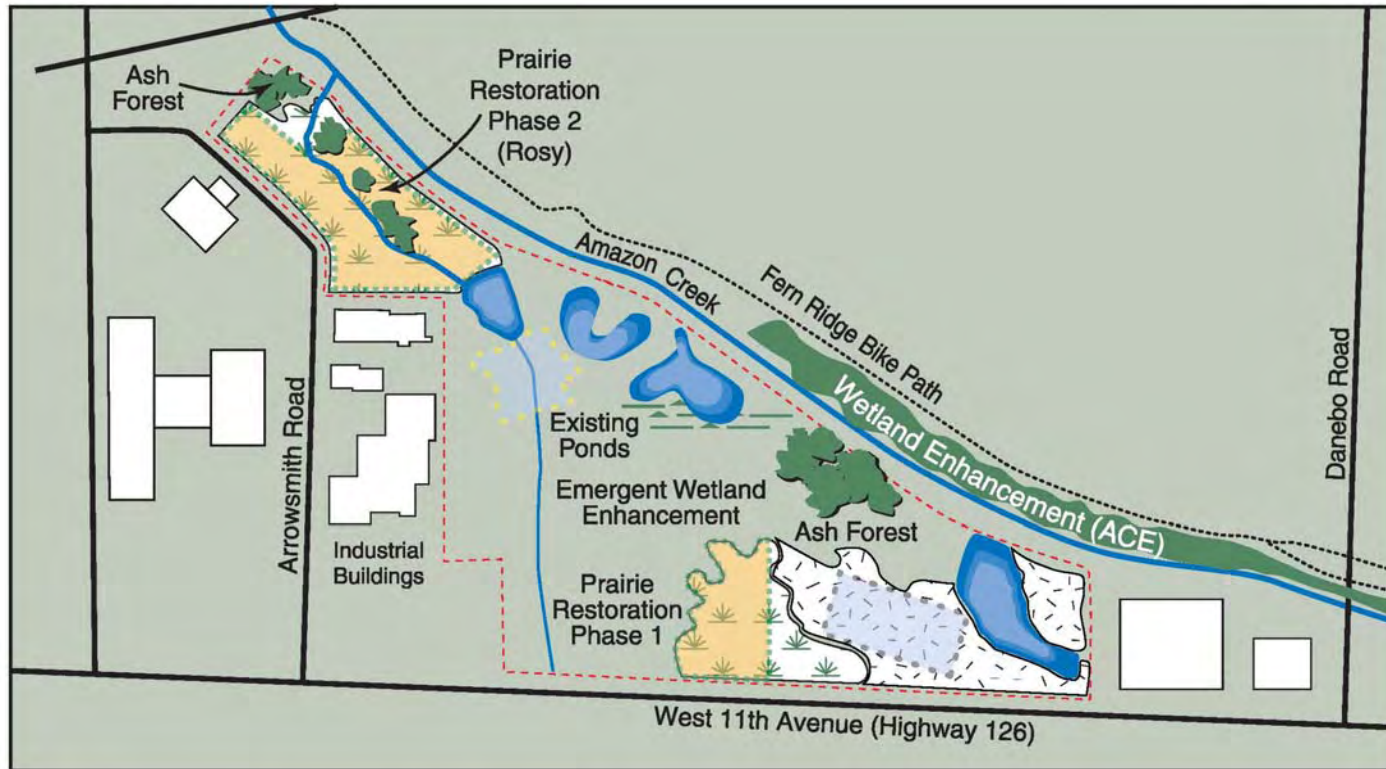 Ash
Forest
Prairie
Restoration
Phase 2
(Rosy)
Amazon Creek
Fern Ridge Bike Path
Wetland Enhancement (ACE)
Danebo Road
Arrowsmith Road
Existing
Ponds
Emergent Wetland
Enhancement
Ash Forest
Industrial
Buildings
Prairie
Restoration
Phase 1
West 11th Avenue (Highway 126)